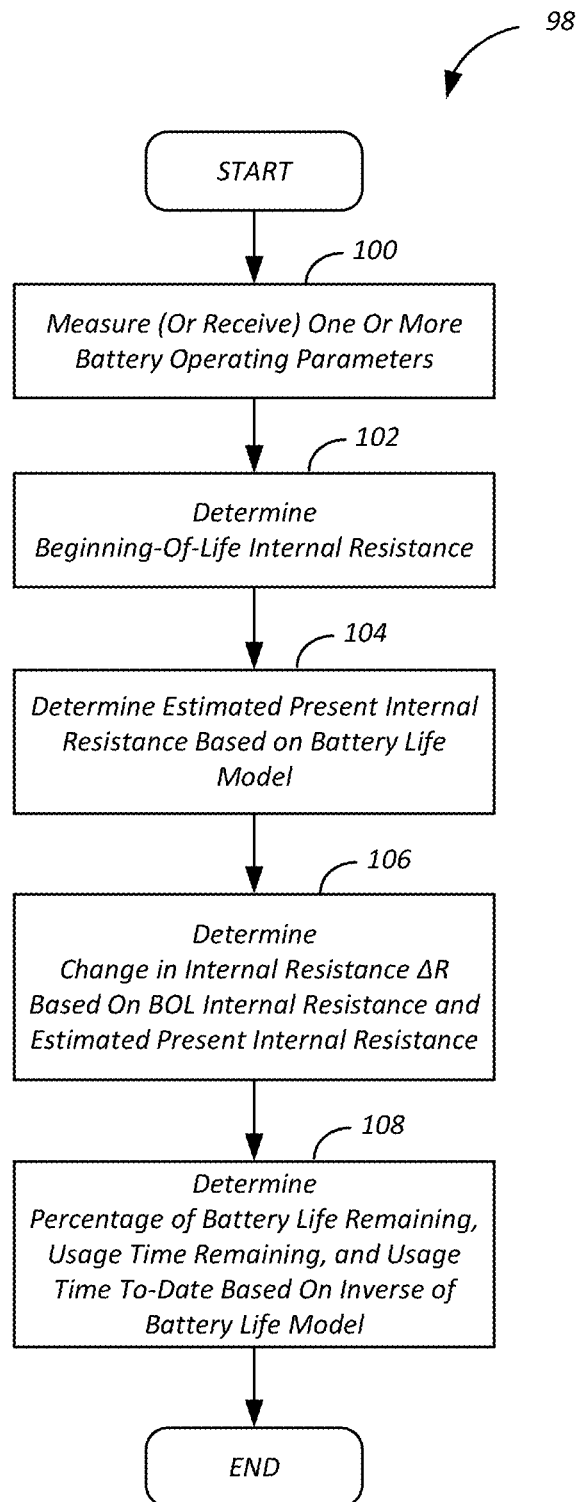 98
START
100
Measure (Or Receive) One Or More
Battery Operating Parameters
102
Determine
Beginning-Of-Life Internal Resistance
104
Determine Estimated Present Internal
Resistance Based on Battery Life
Model
106
Determine
Change in Internal Resistance ΔR
Based On BOL Internal Resistance and
Estimated Present Internal Resistance
108
Determine
Percentage of Battery Life Remaining,
Usage Time Remaining, and Usage
Time To-Date Based On Inverse of
Battery Life Model
END